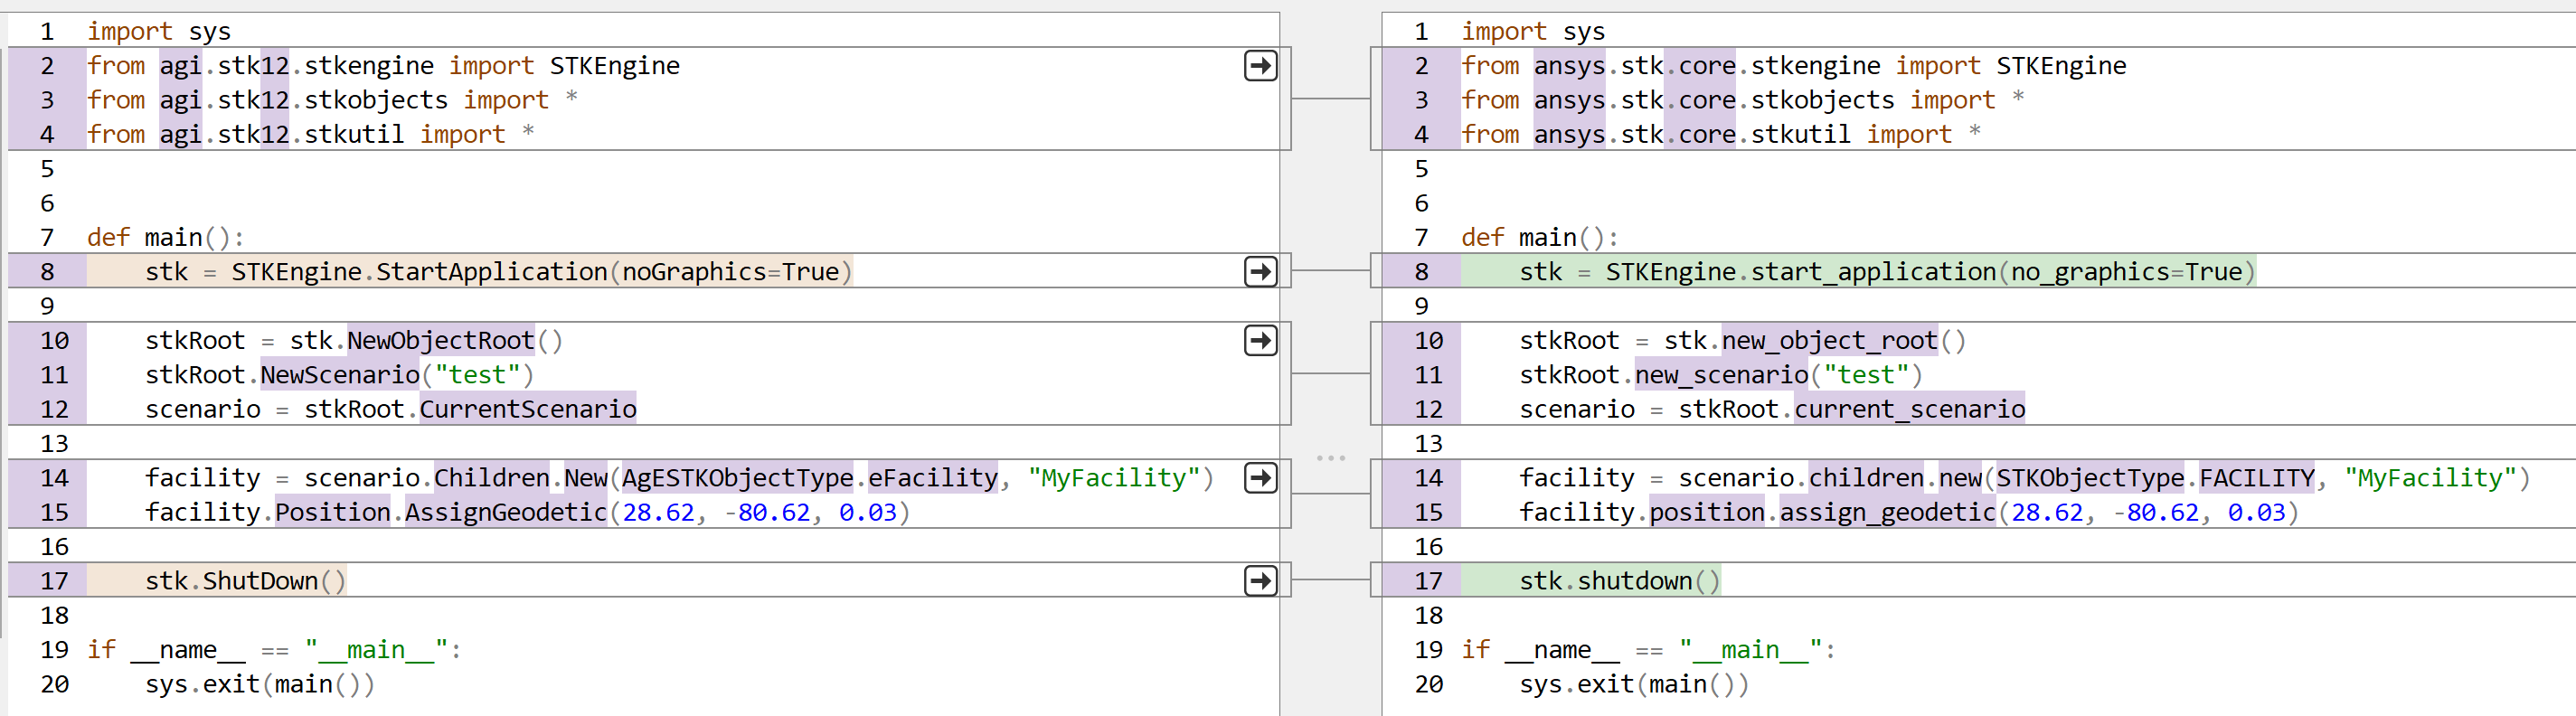 1 import sys
2 from agi.stk12.stkengine import STKEngine
3 from agi.stk12.stkobjects import *
4 from agi.stk12.stkutil import *
5
6
7 def main():
8     stk = STKEngine.StartApplication(noGraphics=True)
9
10     stkRoot = stk.NewObjectRoot()
11     stkRoot.NewScenario("test")
12     scenario = stkRoot.CurrentScenario
13
14     facility = scenario.Children.New(AgESTKObjectType.eFacility, "MyFacility")
15     facility.Position.AssignGeodetic(28.62, -80.62, 0.03)
16
17     stk.ShutDown()
18
19 if __name__ == "__main__":
20     sys.exit(main())
1 import sys
2 from ansys.stk.core.stkengine import STKEngine
3 from ansys.stk.core.stkobjects import *
4 from ansys.stk.core.stkutil import *
5
6
7 def main():
8     stk = STKEngine.start_application(no_graphics=True)
9
10     stkRoot = stk.new_object_root()
11     stkRoot.new_scenario("test")
12     scenario = stkRoot.current_scenario
13
14     facility = scenario.children.new(STKObjectType.FACILITY, "MyFacility")
15     facility.position.assign_geodetic(28.62, -80.62, 0.03)
16
17     stk.shutdown()
18
19 if __name__ == "__main__":
20     sys.exit(main())